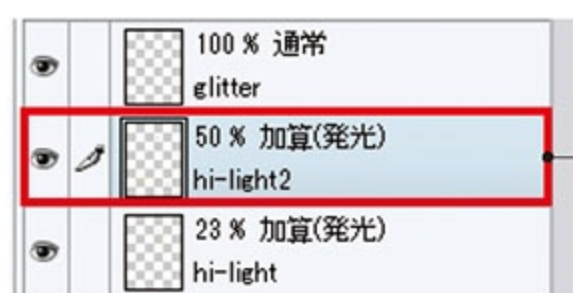 100 % 通常
glitter
50 % 加算(発光)
hi-light2
23 % 加算(発光)
hi-light